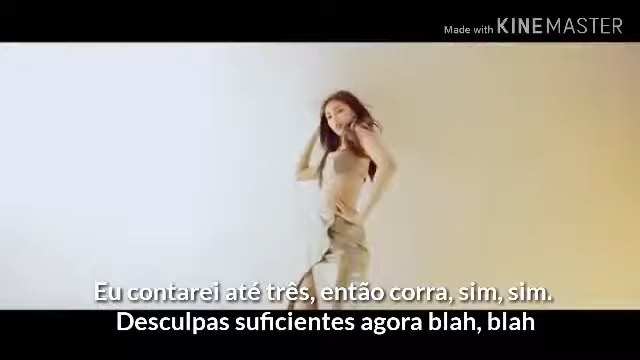 Made with KINEMASTER
Eu contarei até três, então corra, sim, sim.
Desculpas suficientes agora blah, blah